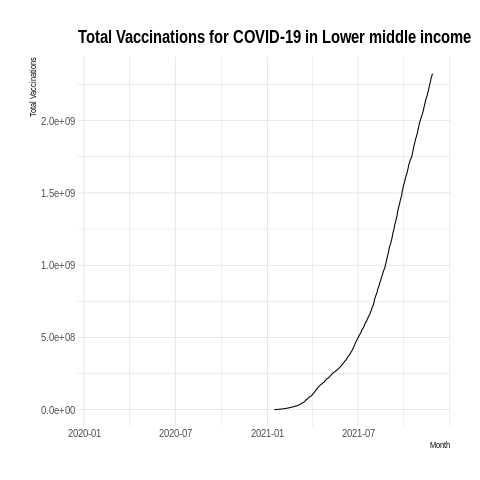 Total Vaccinations for COVID-19 in Lower middle income
Total Vaccinations
2.0e+09
1.5e+09
1.0e+09
5.0e+08
0.0e+00
2020-01 2020-07 2021-01 2021-07
Month